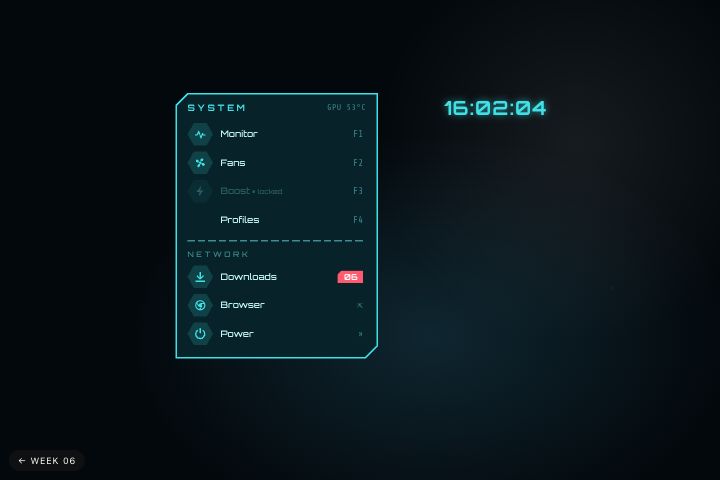 SYSTEM GPU 53°C
16:02:04
Monitor F1
Fans F2
Boost • locked F3
Profiles F4
NETWORK
Downloads 06
Browser ↖
Power »
← WEEK 06